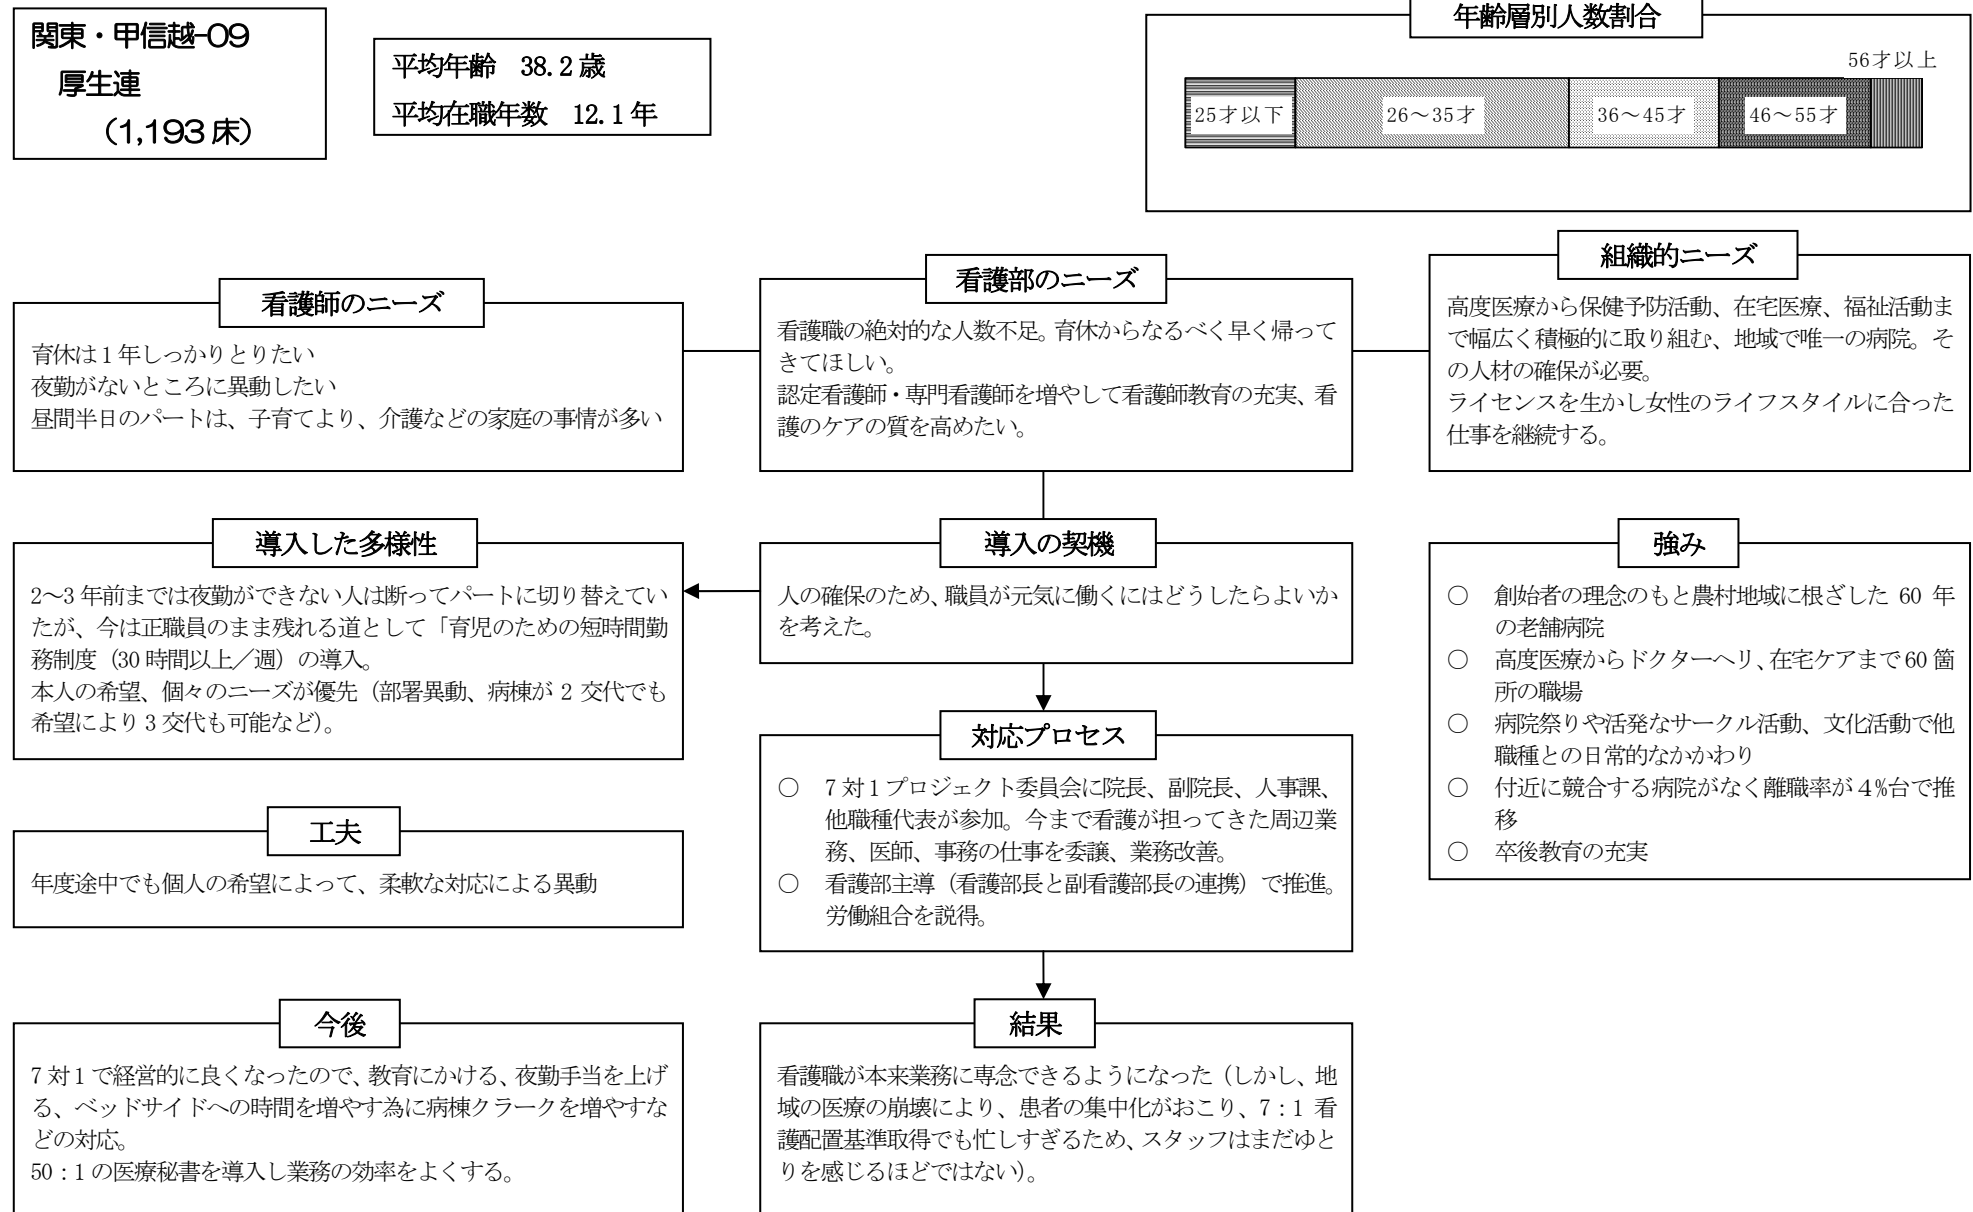 関東・甲信越-09
厚生連
（1,193床）
平均年齢　38.2歳
平均在職年数　12.1年
年齢層別人数割合
56才以上
25才以下
26～35才
36～45才
46～55才
看護師のニーズ
育休は1年しっかりとりたい
夜勤がないところに異動したい
昼間半日のパートは、子育てより、介護などの家庭の事情が多い
看護部のニーズ
看護職の絶対的な人数不足。育休からなるべく早く帰って
きてほしい。
認定看護師・専門看護師を増やして看護師教育の充実、看
護のケアの質を高めたい。
組織的ニーズ
高度医療から保健予防活動、在宅医療、福祉活動ま
で幅広く積極的に取り組む、地域で唯一の病院。そ
の人材の確保が必要。
ライセンスを生かし女性のライフスタイルに合った
仕事を継続する。
導入した多様性
2～3年前までは夜勤ができない人は断ってパートに切り替えてい
たが、今は正職員のまま残れる道として「育児のための短時間勤
務制度（30時間以上／週）の導入。
本人の希望、個々のニーズが優先（部署異動、病棟が2交代でも
希望により3交代も可能など）。
導入の契機
人の確保のため、職員が元気に働くにはどうしたらよいか
を考えた。
強み
○　創始者の理念のもと農村地域に根ざした60年
の老舗病院
○　高度医療からドクターヘリ、在宅ケアまで60箇
所の職場
○　病院祭りや活発なサークル活動、文化活動で他
職種との日常的なかかわり
○　付近に競合する病院がなく離職率が4%台で推
移
○　卒後教育の充実
対応プロセス
○　7対1プロジェクト委員会に院長、副院長、人事課、
他職種代表が参加。今まで看護が担ってきた周辺業
務、医師、事務の仕事を委譲、業務改善。
○　看護部主導（看護部長と副看護部長の連携）で推進。
労働組合を説得。
工夫
年度途中でも個人の希望によって、柔軟な対応による異動
今後
7対1で経営的に良くなったので、教育にかける、夜勤手当を上げ
る、ベッドサイドへの時間を増やす為に病棟クラークを増やすな
どの対応。
50：1の医療秘書を導入し業務の効率をよくする。
結果
看護職が本来業務に専念できるようになった（しかし、地
域の医療の崩壊により、患者の集中化がおこり、7：1看
護配置基準取得でも忙しすぎるため、スタッフはまだゆと
りを感じるほどではない）。